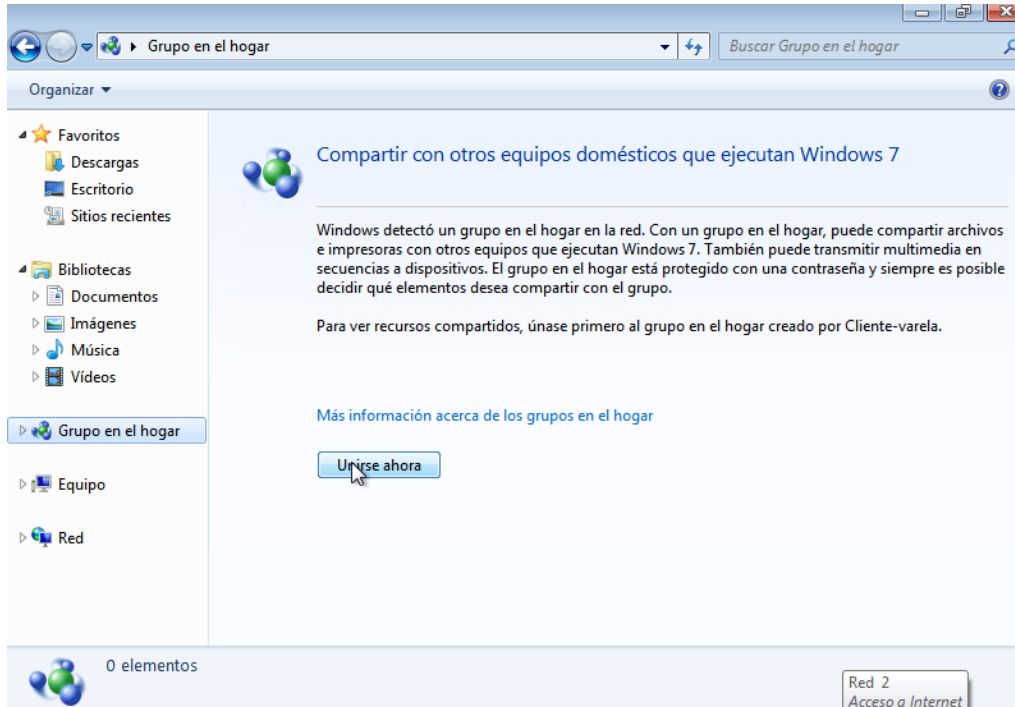 Grupo en el hogar
Buscar Grupo en el hogar
Organizar
Favoritos
Descargas
Escritorio
Sitios recientes
Bibliotecas
Documentos
Imágenes
Música
Vídeos
Grupo en el hogar
Equipo
Red
Compartir con otros equipos domésticos que ejecutan Windows 7
Windows detectó un grupo en el hogar en la red. Con un grupo en el hogar, puede compartir archivos
e impresoras con otros equipos que ejecutan Windows 7. También puede transmitir multimedia en
secuencias a dispositivos. El grupo en el hogar está protegido con una contraseña y siempre es posible
decidir qué elementos desea compartir con el grupo.
Para ver recursos compartidos, únase primero al grupo en el hogar creado por Cliente-varela.
Más información acerca de los grupos en el hogar
Unirse ahora
0 elementos
Red 2
Acceso a Internet